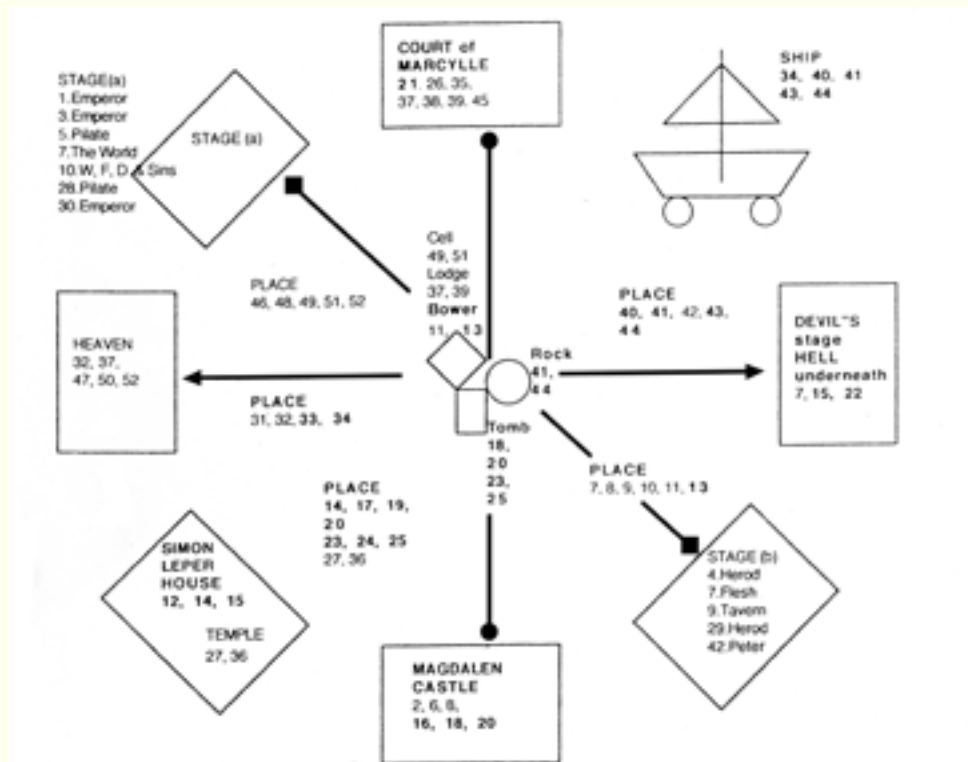 COURT of
MARCYLLE
21. 26, 35,
37, 38, 39. 45
SHIP
34, 40, 41
43, 44
STAGE(a)
1.Emperor
3.Emperor
5.Pilate
7.The World
10.W, F, D, & Sins
28.Pilate
30.Emperor
STAGE (a)
Cell
49, 51
Lodge
37, 39
Bower
11, 13
PLACE
46, 48, 49, 51, 52
PLACE
40, 41, 42, 43,
44
HEAVEN
32, 37,
47, 50, 52
DEVIL"S
stage
HELL
underneath
7, 15, 22
Rock
41,
44
PLACE
31, 32, 33, 34
Tomb
18,
20
23,
25
PLACE
7, 8, 9, 10, 11, 13
PLACE
14, 17, 19,
20
23, 24, 25
27, 36
SIMON
LEPER
HOUSE
12, 14, 15
TEMPLE
27, 36
STAGE (b)
4.Herod
7.Flesh
9.Tavern
29.Herod
42.Peter
MAGDALEN
CASTLE
2, 6, 8,
16, 18, 20